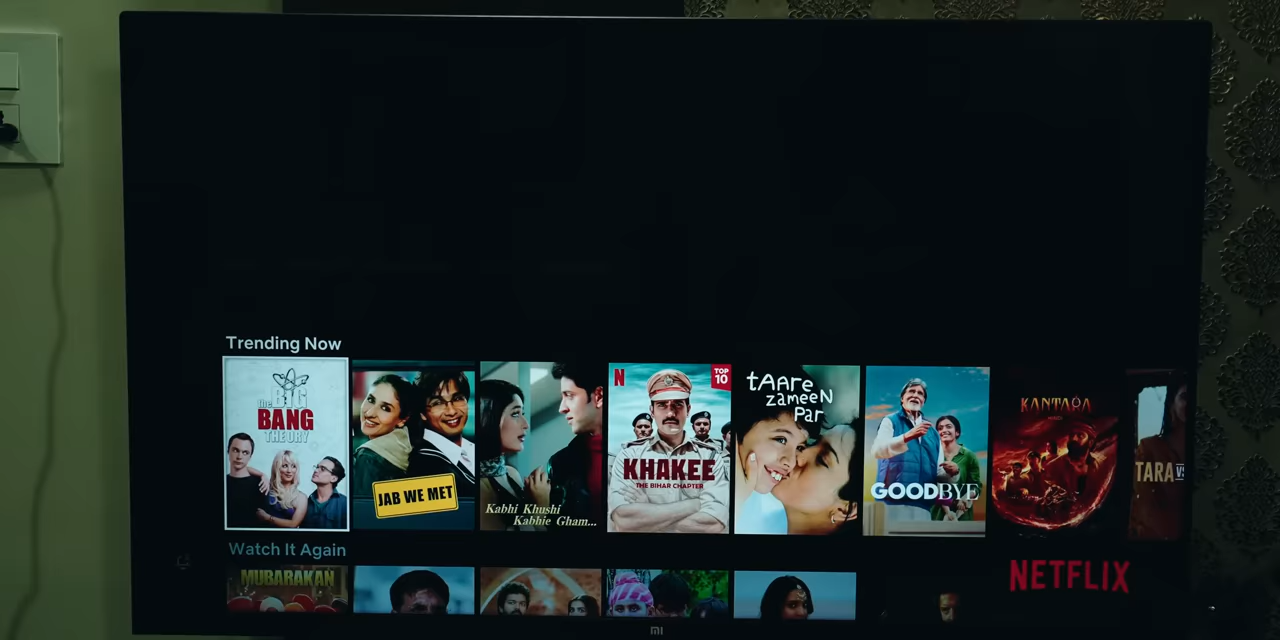 Trending Now
The BIG
BANG
THEORY
JAB WE MET
Kabhi Khushi
Kabhie Gham...
N
TOP
10
KHAKEE
THE BIHAR CHAPTER
tAAre
zameeN
Par
GOODBYE
KANTARA
TARA VS
Watch It Again
MUBARAKAN
NETFLIX
mi